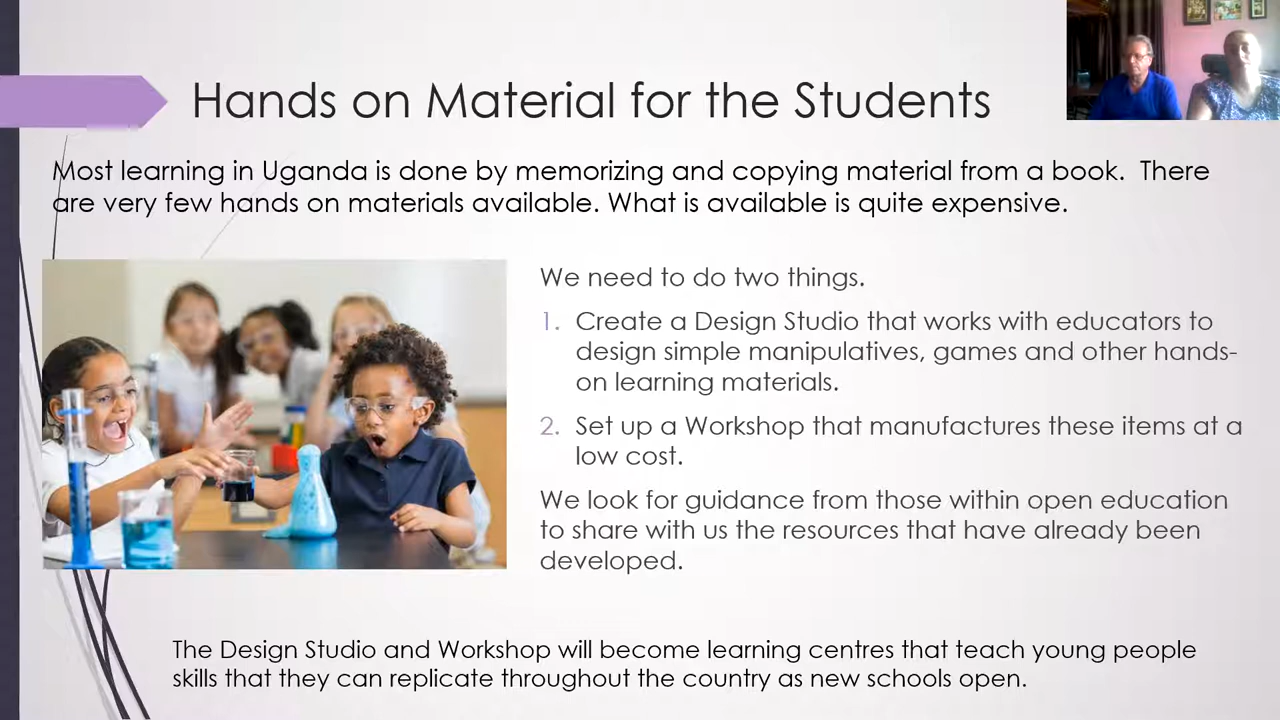 Hands on Material for the Students
Most learning in Uganda is done by memorizing and copying material from a book. There
are very few hands on materials available. What is available is quite expensive.
We need to do two things.
1. Create a Design Studio that works with educators to
design simple manipulatives, games and other hands-
on learning materials.
2. Set up a Workshop that manufactures these items at a
low cost.
We look for guidance from those within open education
to share with us the resources that have already been
developed.
The Design Studio and Workshop will become learning centres that teach young people
skills that they can replicate throughout the country as new schools open.